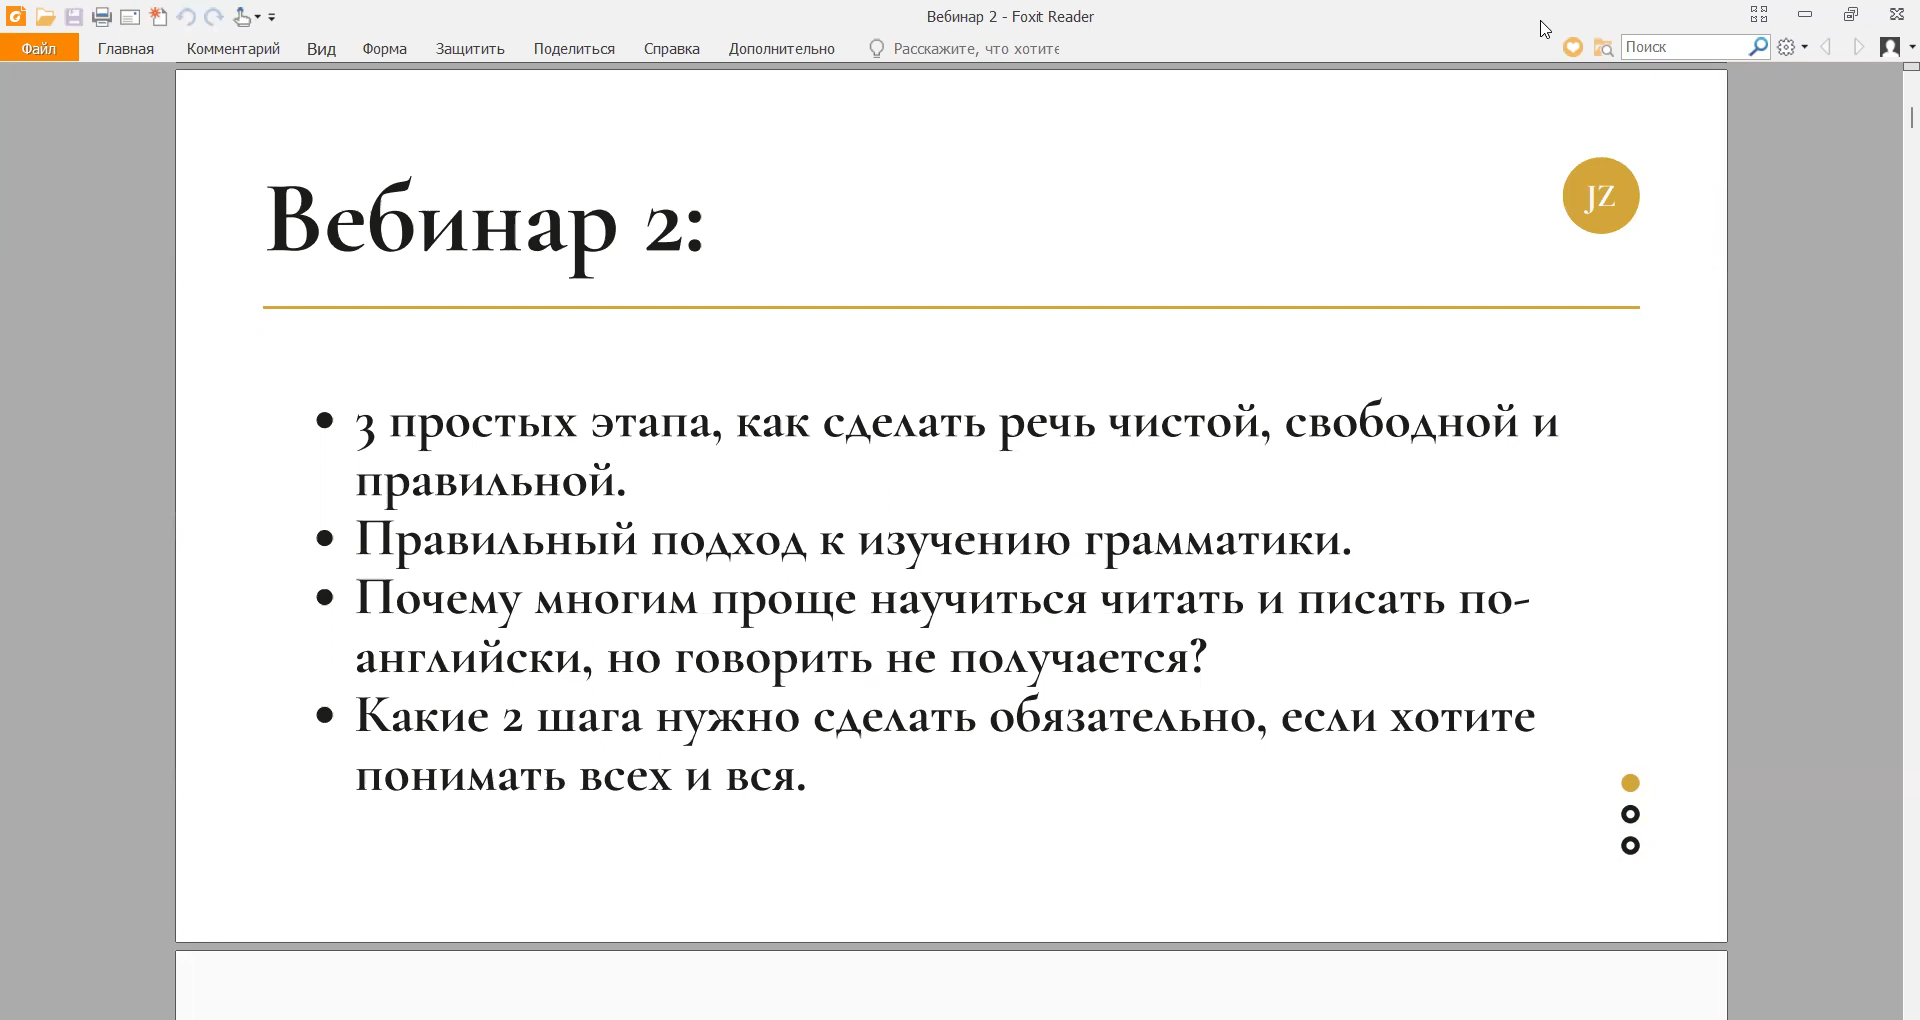 Вебинар 2 - Foxit Reader
Файл Главная Комментарий Вид Форма Защитить Поделиться Справка Дополнительно Расскажите, что хотите Поиск
Вебинар 2:
JZ
• 3 простых этапа, как сделать речь чистой, свободной и
правильной.
• Правильный подход к изучению грамматики.
• Почему многим проще научиться читать и писать по-
английски, но говорить не получается?
• Какие 2 шага нужно сделать обязательно, если хотите
понимать всех и вся.